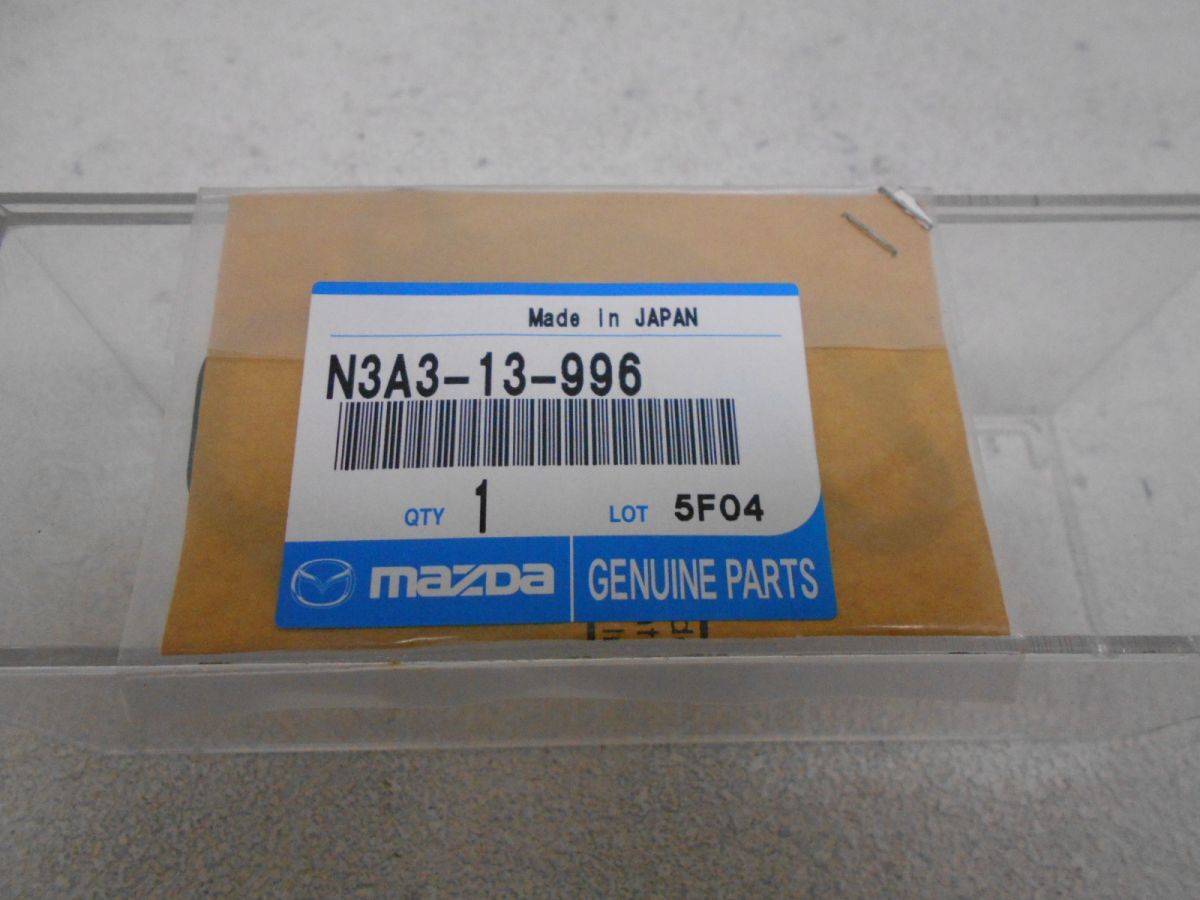 Made in JAPAN
N3A3-13-996
QTY 1 LOT 5F04
mazda GENUINE PARTS